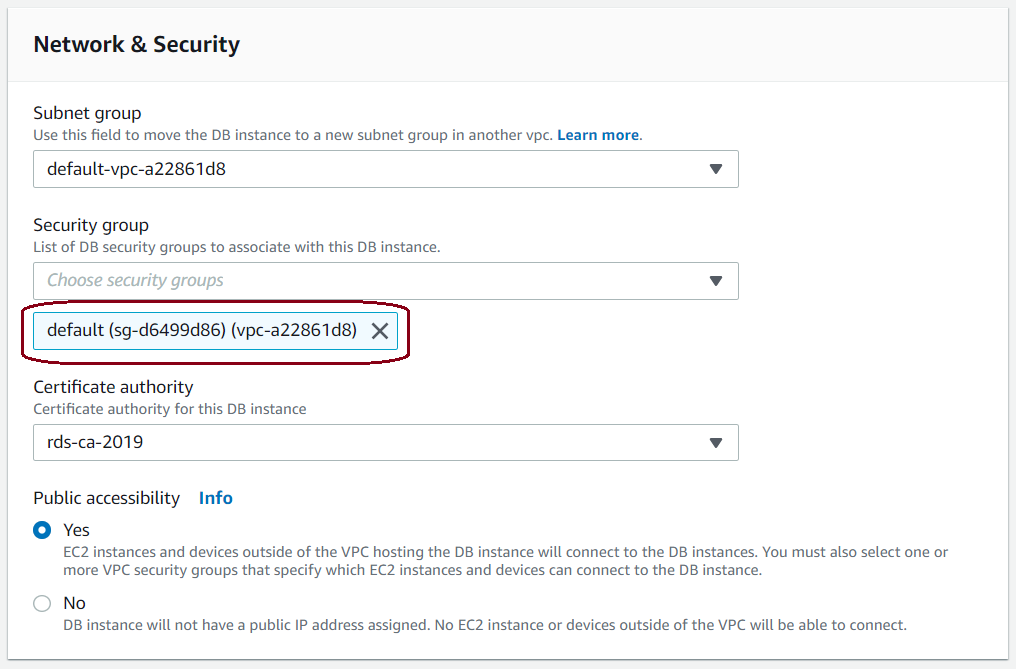 Network & Security
Subnet group
Use this field to move the DB instance to a new subnet group in another vpc. Learn more.
default-vpc-a22861d8
Security group
List of DB security groups to associate with this DB instance.
Choose security groups
default (sg-d6499d86) (vpc-a22861d8)
Certificate authority
Certificate authority for this DB instance
rds-ca-2019
Public accessibility Info
Yes
EC2 instances and devices outside of the VPC hosting the DB instance will connect to the DB instances. You must also select one or
more VPC security groups that specify which EC2 instances and devices can connect to the DB instance.
No
DB instance will not have a public IP address assigned. No EC2 instance or devices outside of the VPC will be able to connect.